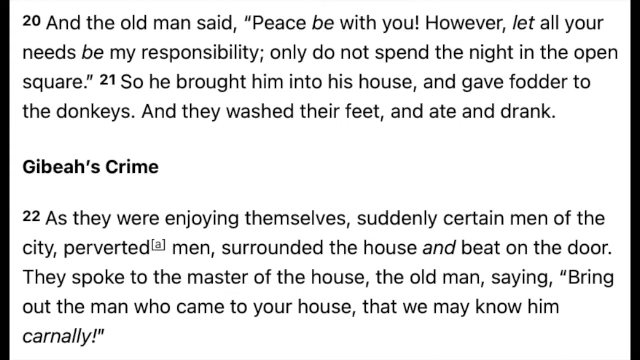 20 And the old man said, “Peace be with you! However, let all your
needs be my responsibility; only do not spend the night in the open
square.” 21 So he brought him into his house, and gave fodder to
the donkeys. And they washed their feet, and ate and drank.
Gibeah’s Crime
22 As they were enjoying themselves, suddenly certain men of the
city, perverted[a] men, surrounded the house and beat on the door.
They spoke to the master of the house, the old man, saying, “Bring
out the man who came to your house, that we may know him
carnally!”